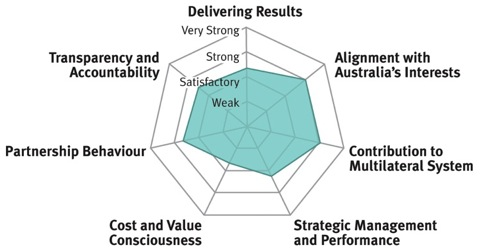 Delivering Results
Very Strong
Strong
Satisfactory
Weak
Transparency and
Accountability
Alignment with
Australia's Interests
Partnership Behaviour
Contribution to
Multilateral System
Cost and Value
Consciousness
Strategic Management
and Performance